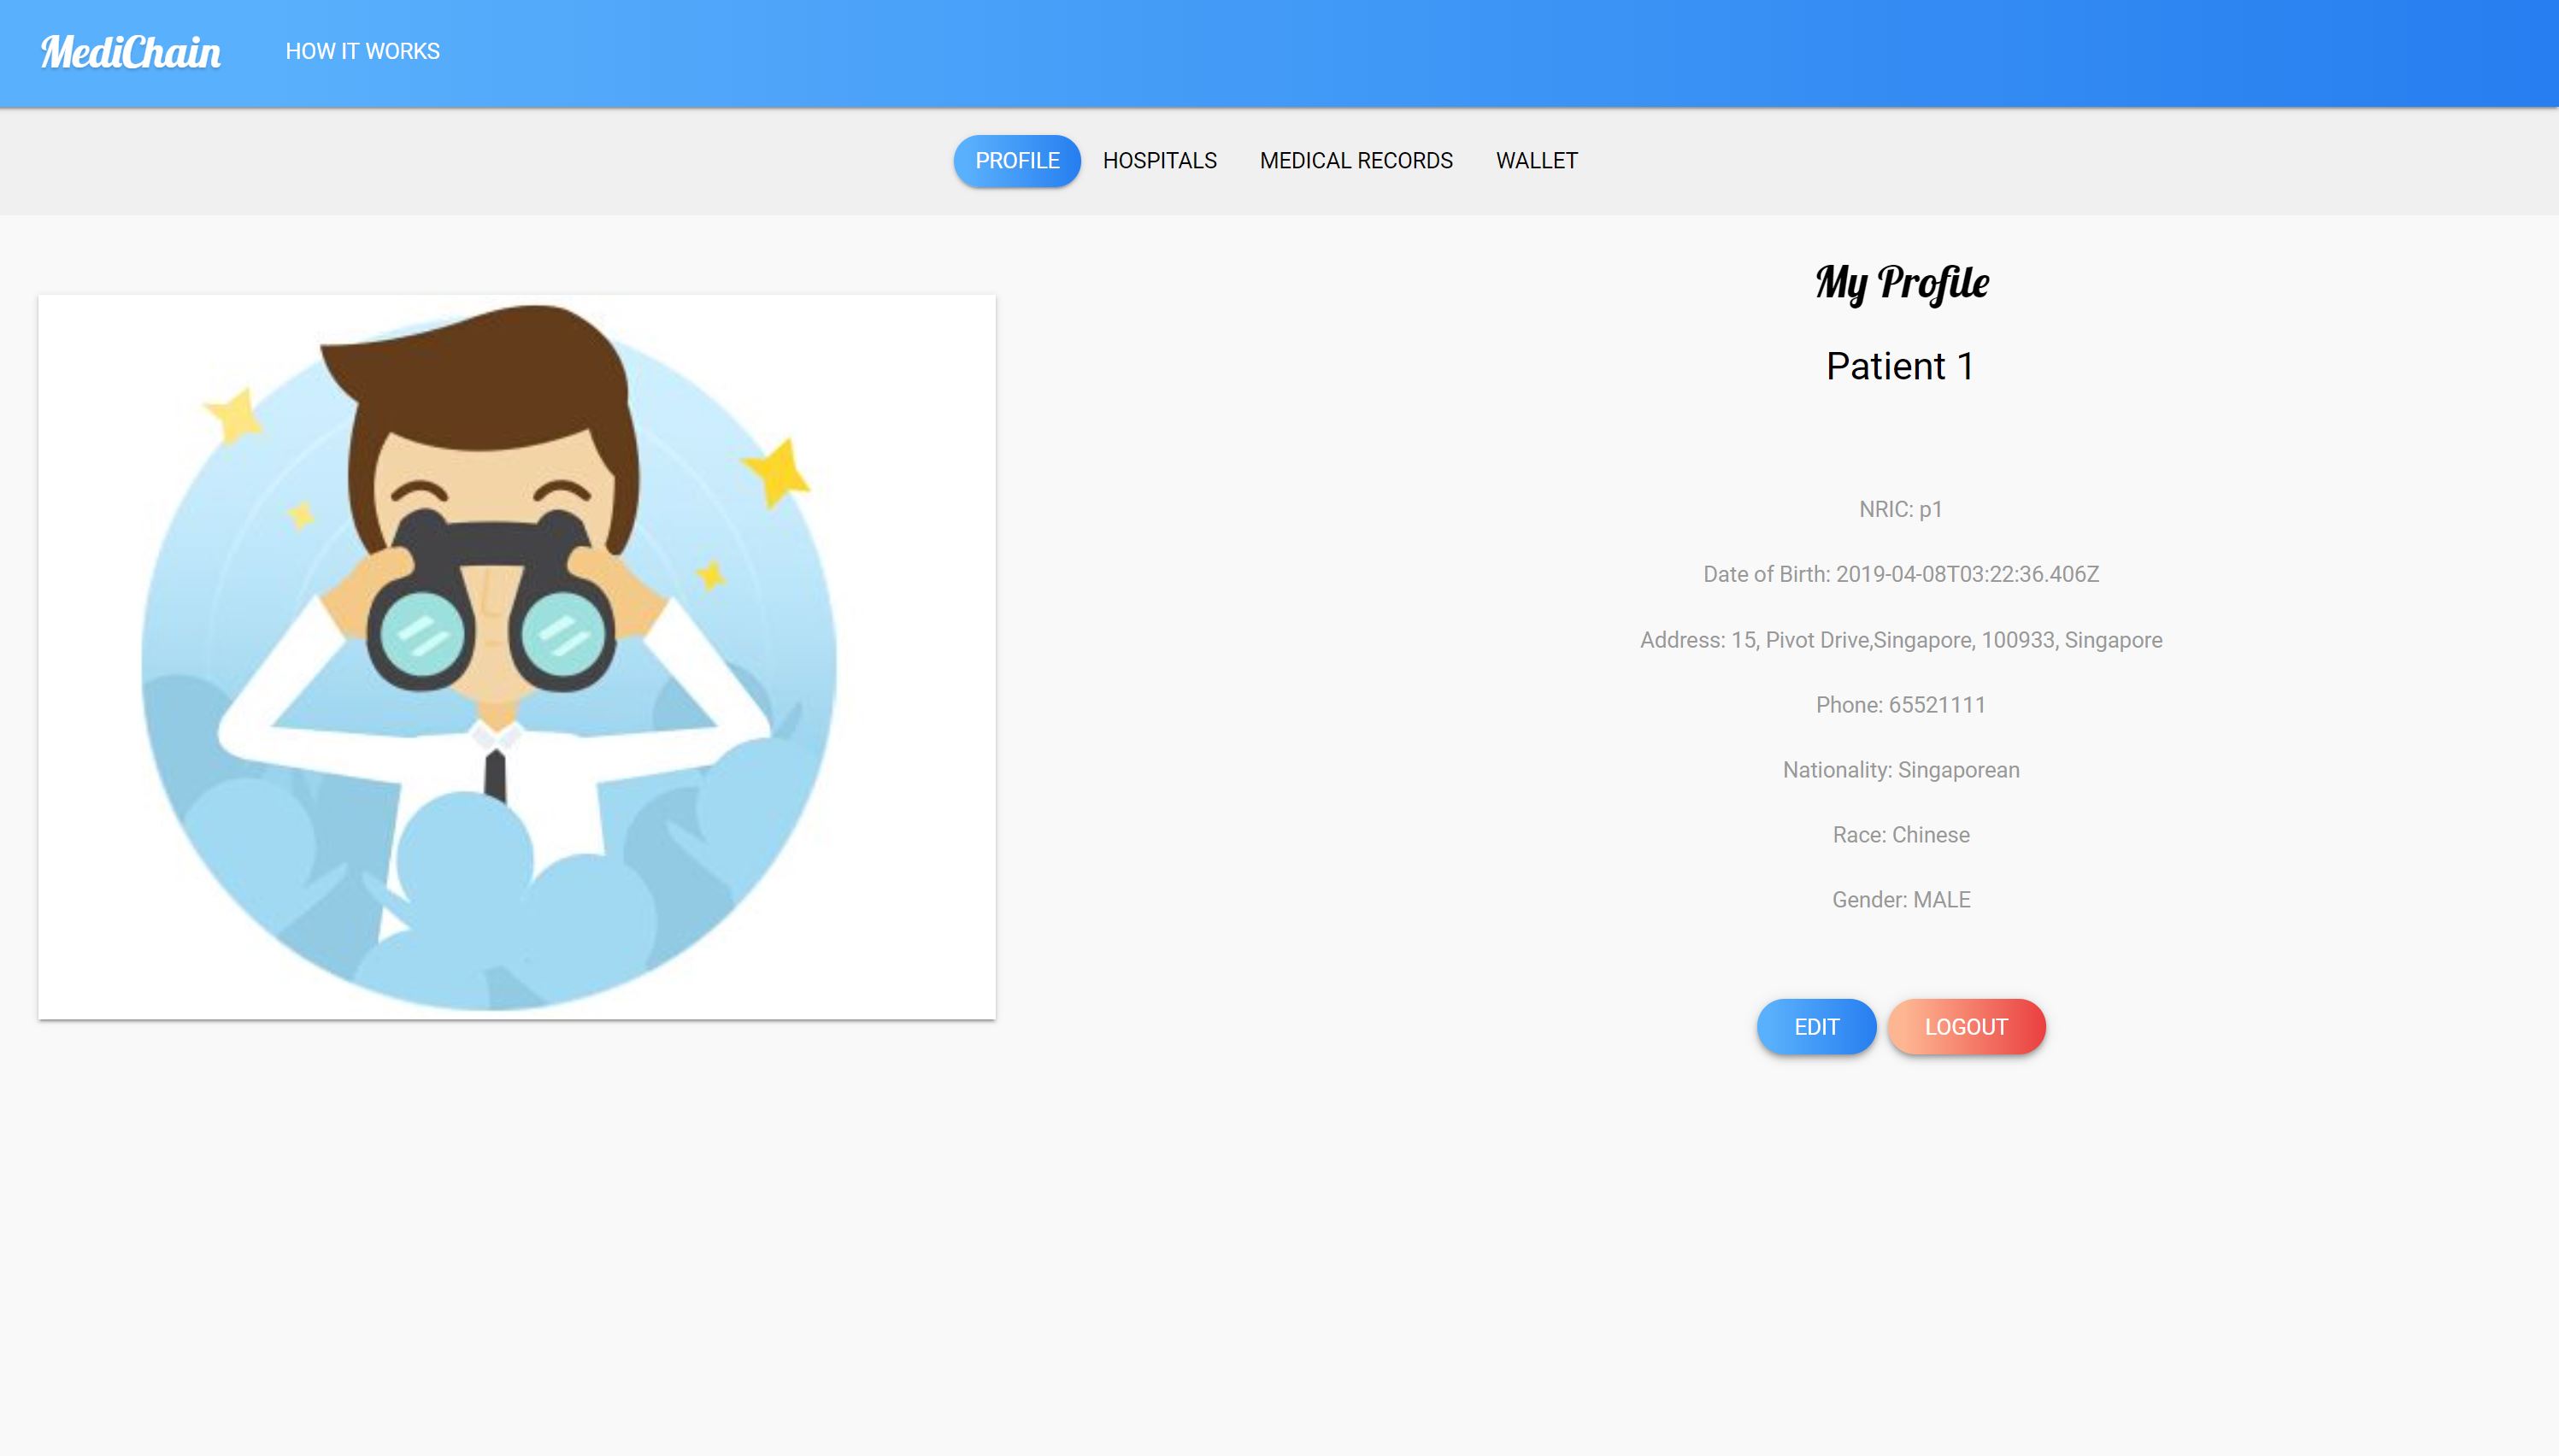 MediChain
HOW IT WORKS
PROFILE
HOSPITALS
MEDICAL RECORDS
WALLET
My Profile
Patient 1
NRIC: p1
Date of Birth: 2019-04-08T03:22:36.406Z
Address: 15, Pivot Drive,Singapore, 100933, Singapore
Phone: 65521111
Nationality: Singaporean
Race: Chinese
Gender: MALE
EDIT
LOGOUT